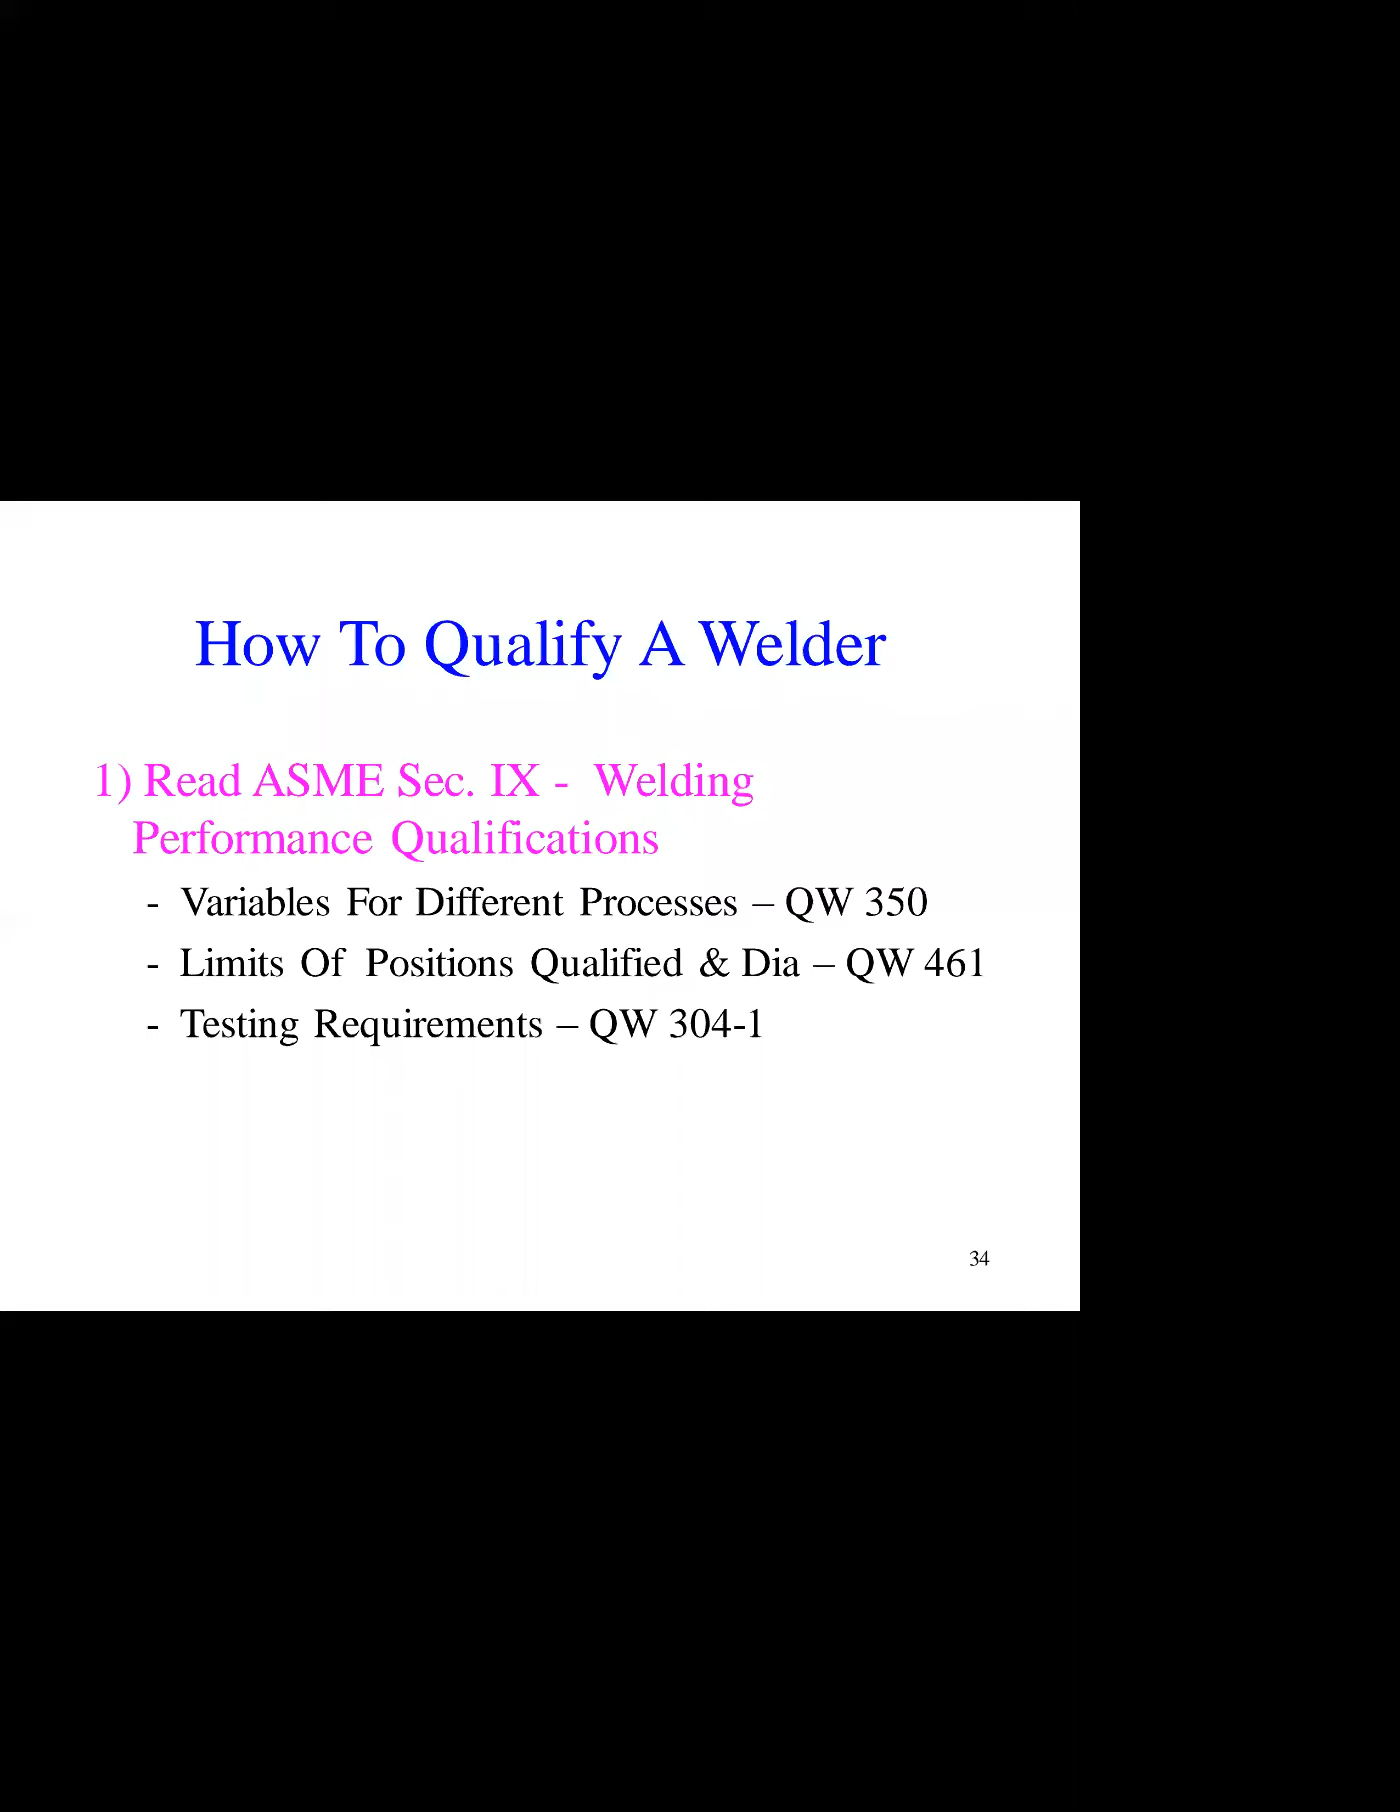 How To Qualify A Welder
1) Read ASME Sec. IX - Welding
Performance Qualifications
- Variables For Different Processes – QW 350
- Limits Of Positions Qualified & Dia – QW 461
- Testing Requirements – QW 304-1
34